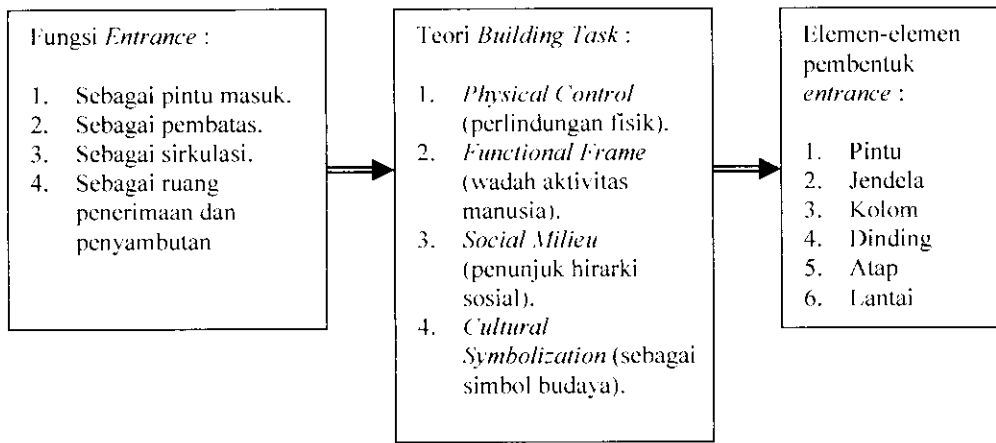 Fungsi Entrance :
1. Sebagai pintu masuk.
2. Sebagai pembatas.
3. Sebagai sirkulasi.
4. Sebagai ruang
penerimaan dan
penyambutan
Teori Building Task :
1. Physical Control
(perlindungan fisik).
2. Functional Frame
(wadah aktivitas
manusia).
3. Social Milieu
(penunjuk hirarki
sosial).
4. Cultural
Symbolization (sebagai
simbol budaya).
Elemen-elemen
pembentuk
entrance :
1. Pintu
2. Jendela
3. Kolom
4. Dinding
5. Atap
6. Lantai